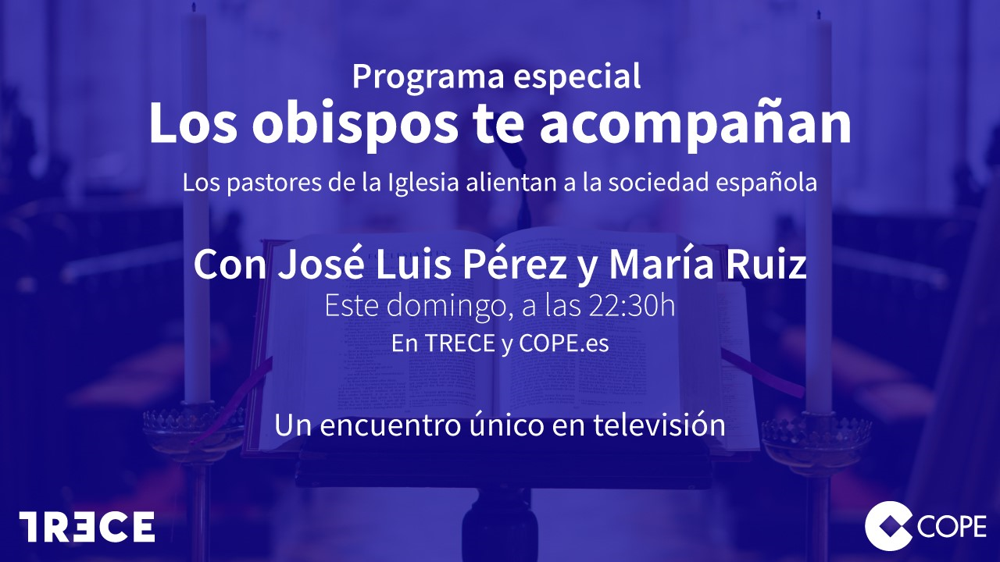 Programa especial
Los obispos te acompañan
Los pastores de la Iglesia alientan a la sociedad española
Con José Luis Pérez y María Ruiz
Este domingo, a las 22:30h
En TRECE y COPE.es
Un encuentro único en televisión
TRECE
COPE